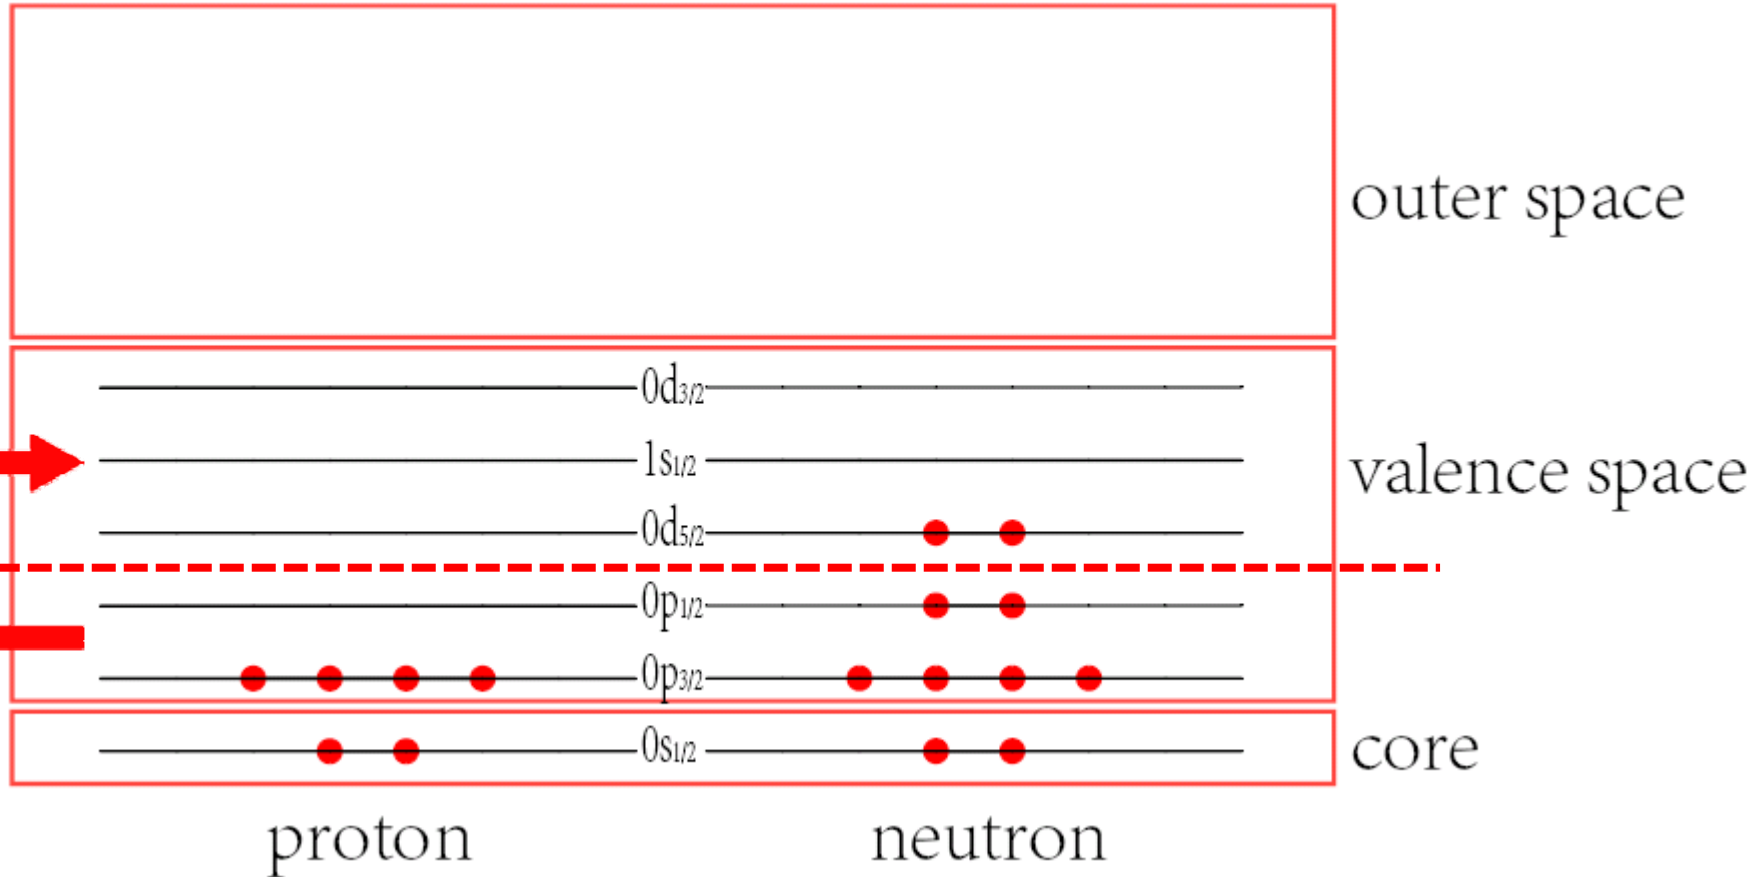 outer space
0d3/2
1s1/2
valence space
0d5/2
0p1/2
0p3/2
0s1/2
core
proton neutron